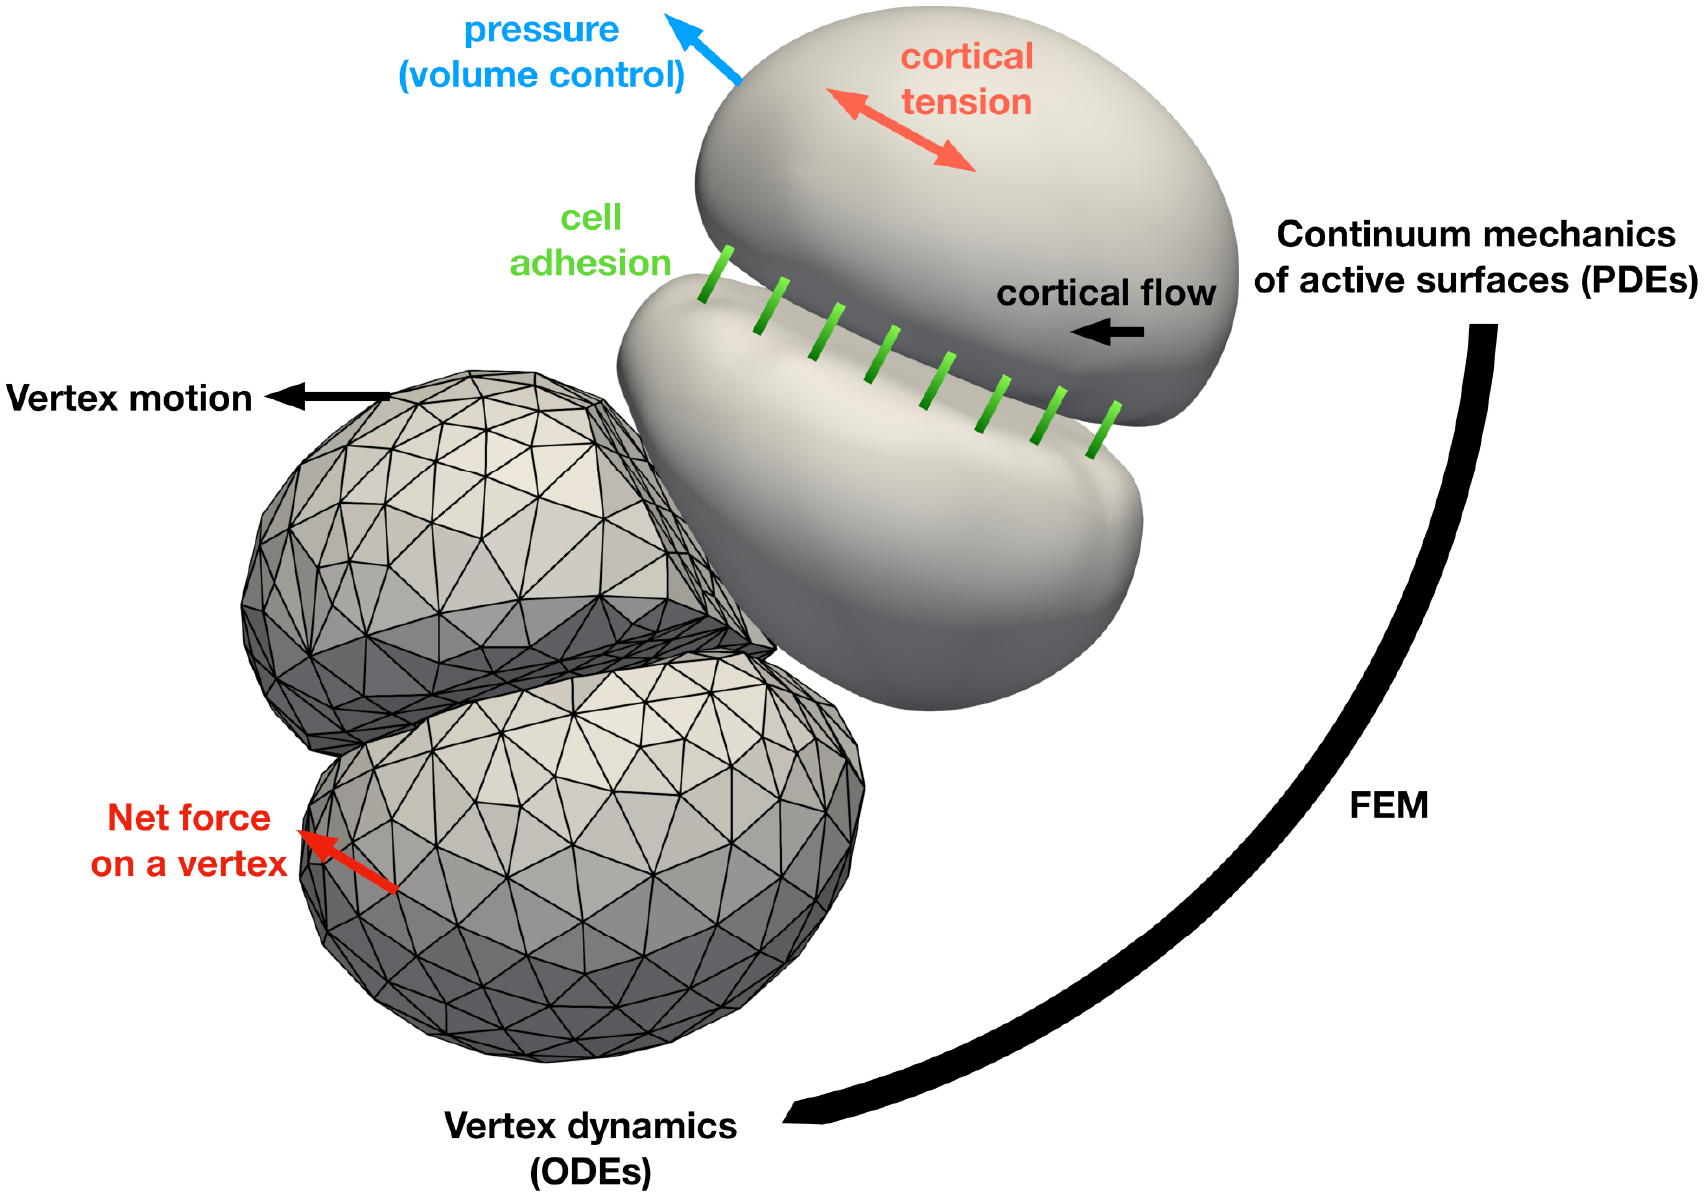 pressure
(volume control)
cortical
tension
cell
adhesion
Continuum mechanics
of active surfaces (PDEs)
cortical flow
Vertex motion
FEM
Net force
on a vertex
Vertex dynamics
(ODEs)